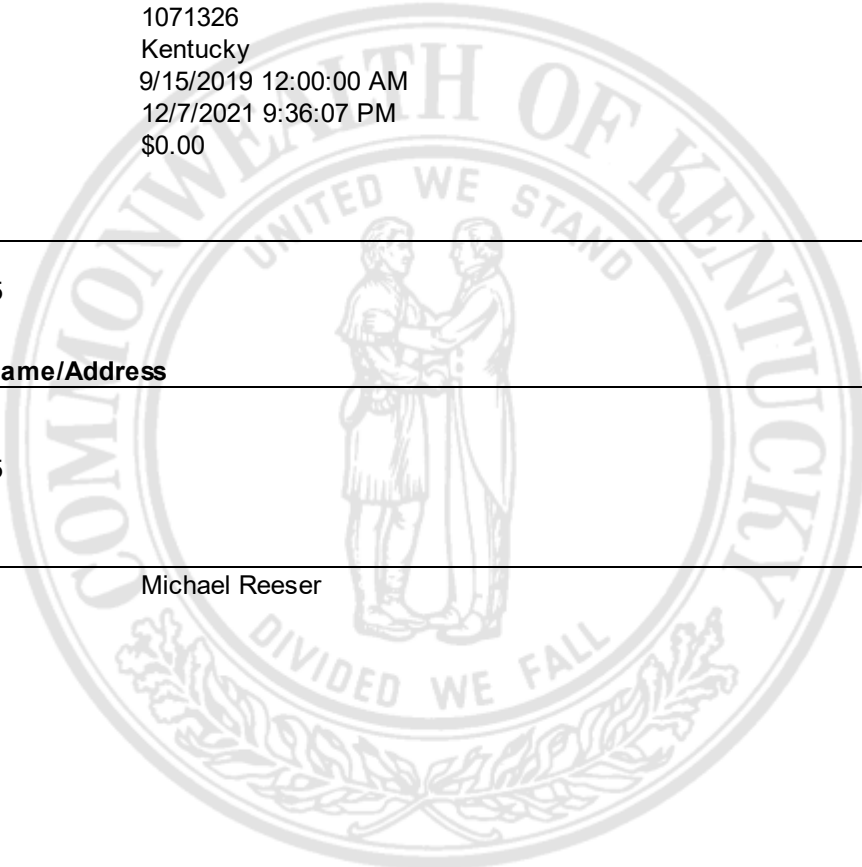 1071326
Kentucky
9/15/2019 12:00:00 AM
12/7/2021 9:36:07 PM
$0.00
COMMONWEALTH OF KENTUCKY
UNITED WE STAND
ame/Address
Michael Reeser
DIVIDED WE FALL